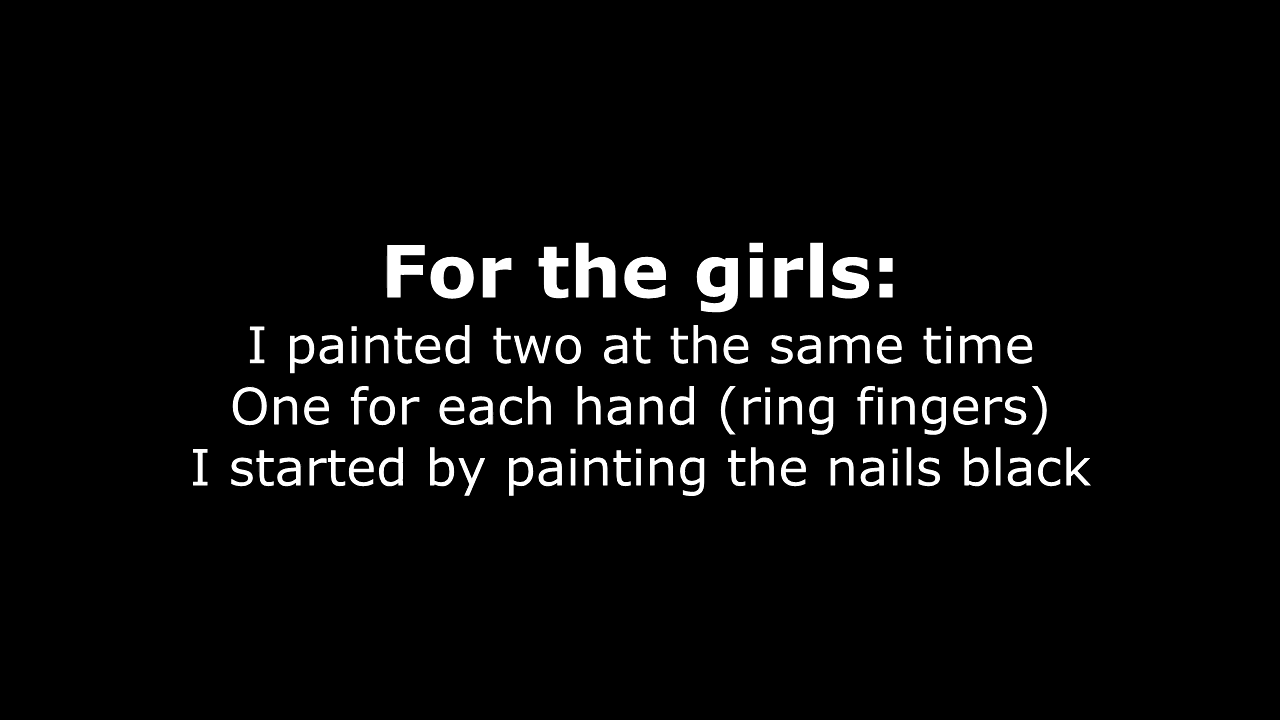 For the girls:
I painted two at the same time
One for each hand (ring fingers)
I started by painting the nails black